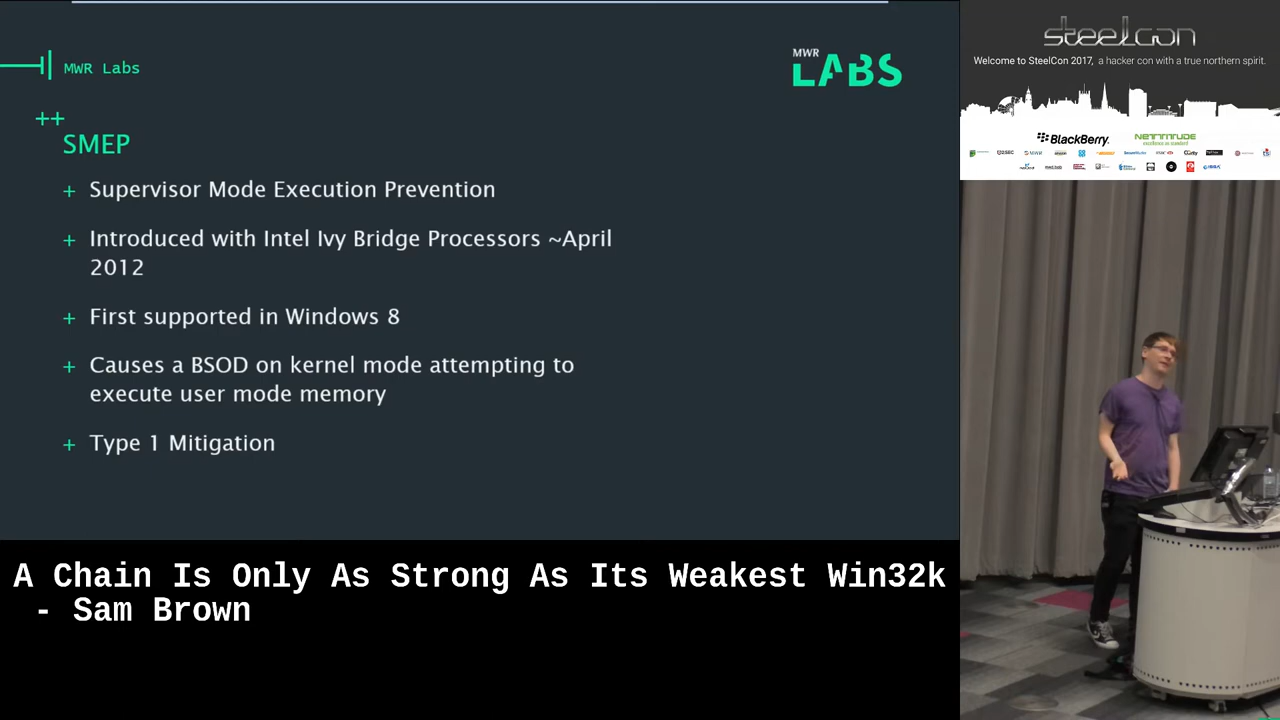 MWR Labs
MWR
LABS
++
SMEP
+ Supervisor Mode Execution Prevention
+ Introduced with Intel Ivy Bridge Processors ~April
2012
+ First supported in Windows 8
+ Causes a BSOD on kernel mode attempting to
execute user mode memory
+ Type 1 Mitigation
A Chain Is Only As Strong As Its Weakest Win32k
- Sam Brown
steelcon
Welcome to SteelCon 2017, a hacker con with a true northern spirit.
BlackBerry
NETTITUDE